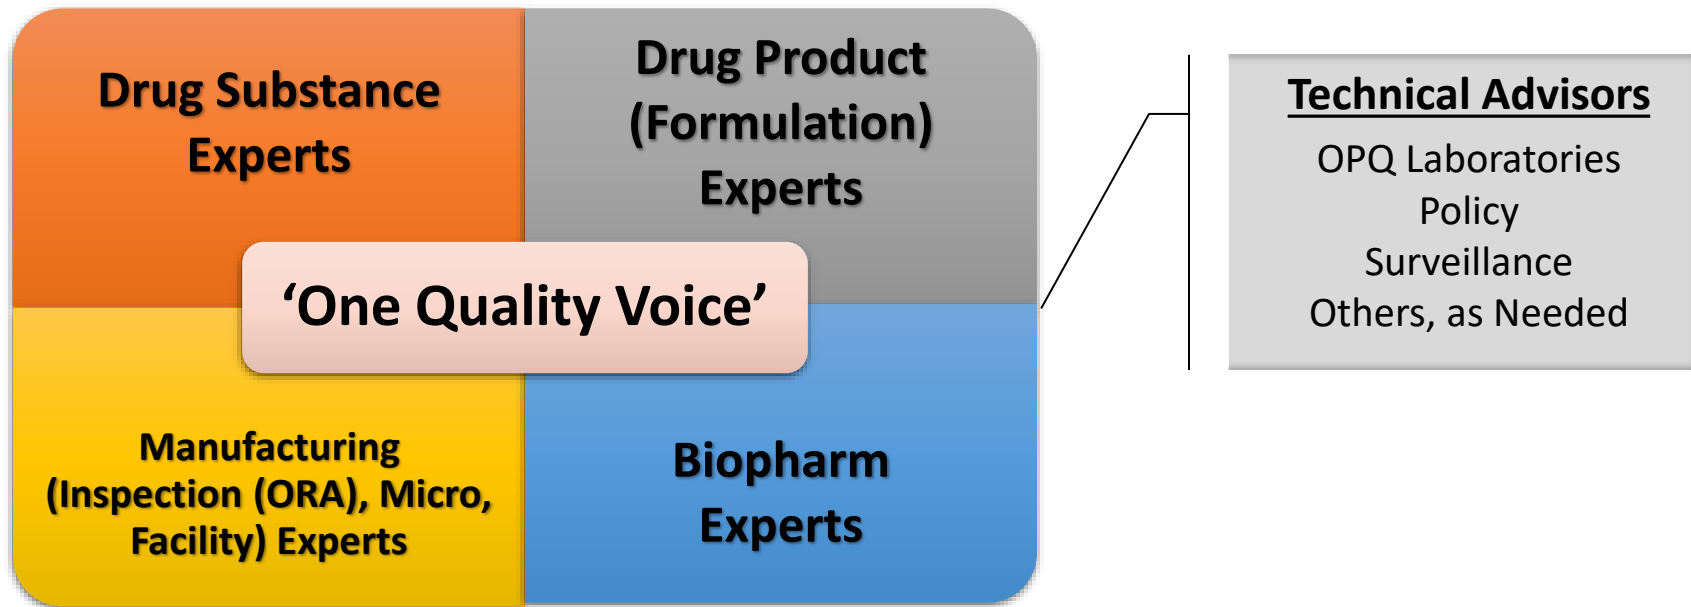 Drug Substance
Experts
Drug Product
(Formulation)
Experts
‘One Quality Voice’
Manufacturing
(Inspection (ORA), Micro,
Facility) Experts
Biopharm
Experts
Technical Advisors
OPQ Laboratories
Policy
Surveillance
Others, as Needed